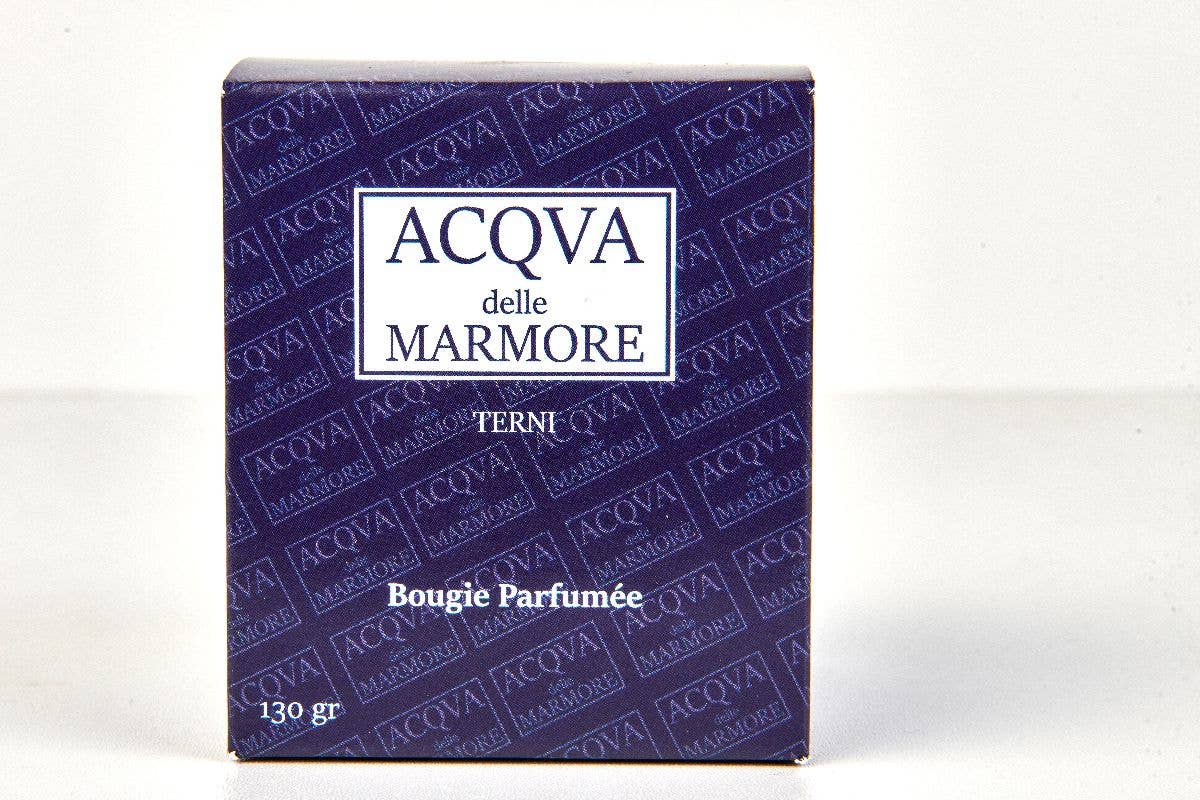 ACQVA
delle
MARMORE
TERNI
Bougie Parfumée
130 gr